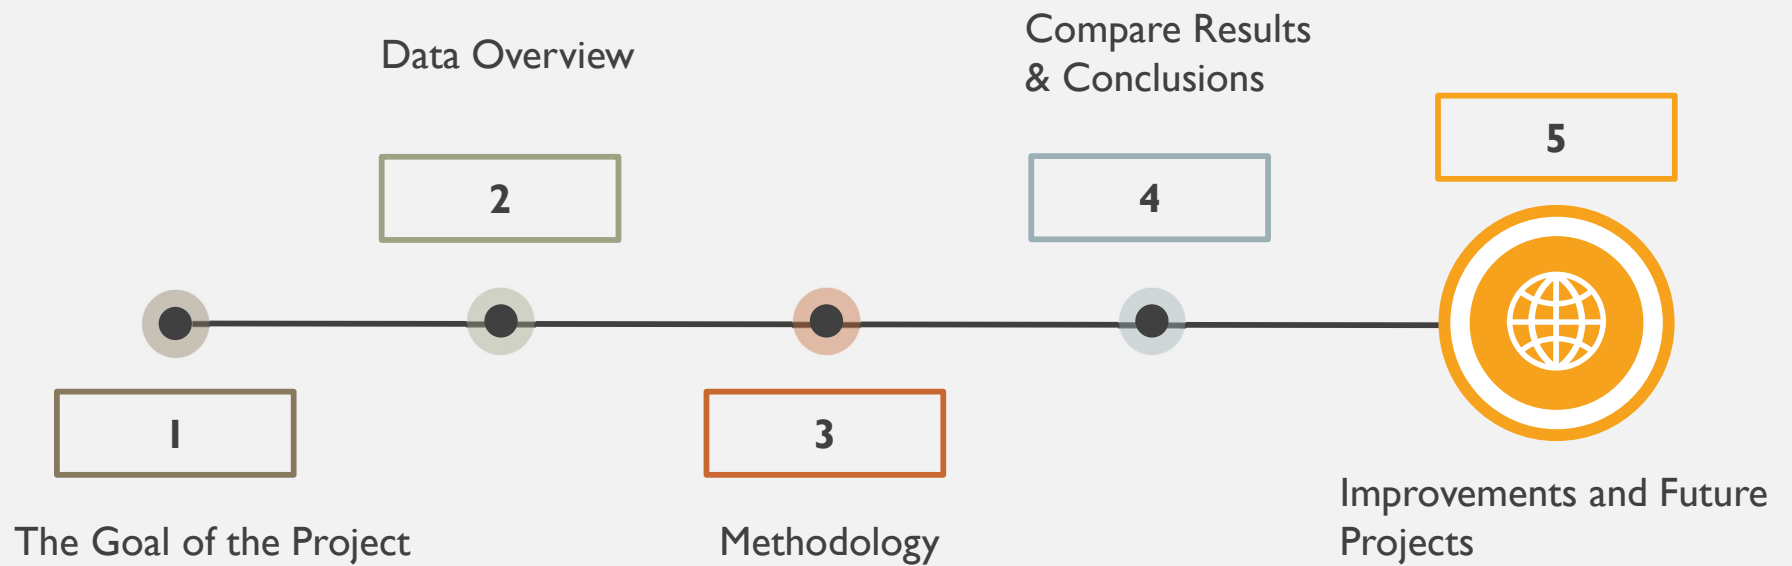 1
The Goal of the Project
2
Data Overview
3
Methodology
4
Compare Results
& Conclusions
5
Improvements and Future
Projects